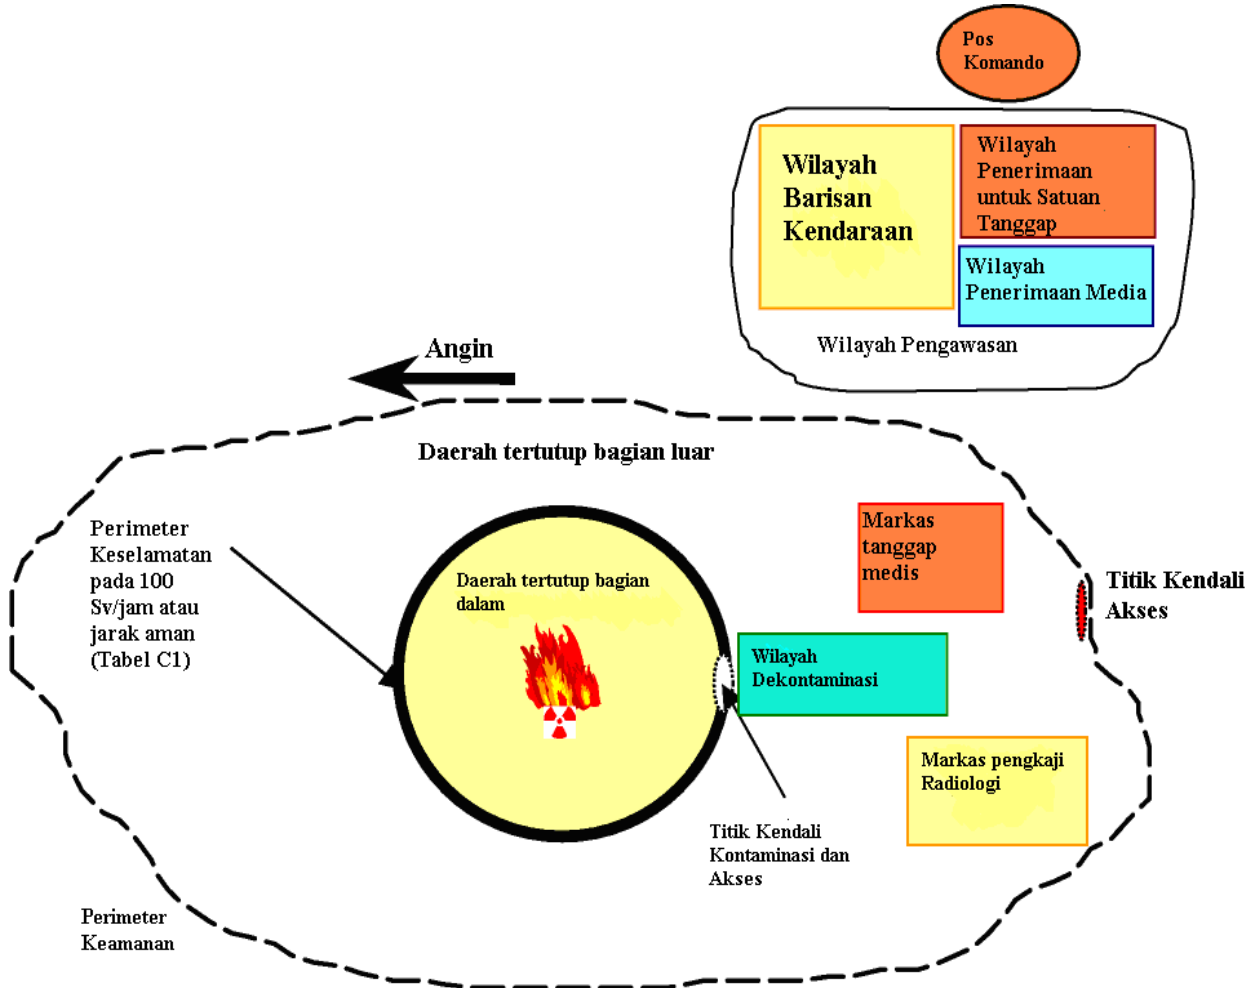 Pos
Komando
Wilayah
Barisan
Kendaraan
Wilayah
Penerimaan
untuk Satuan
Tanggap
Wilayah
Penerimaan Media
Wilayah Pengawasan
Angin
Daerah tertutup bagian luar
Perimeter
Keselamatan
pada 100
Sv/jam atau
jarak aman
(Tabel C1)
Daerah tertutup bagian
dalam
Markas
tanggap
medis
Titik Kendali
Akses
Wilayah
Dekontaminasi
Markas pengkaji
Radiologi
Titik Kendali
Kontaminasi dan
Akses
Perimeter
Keamanan